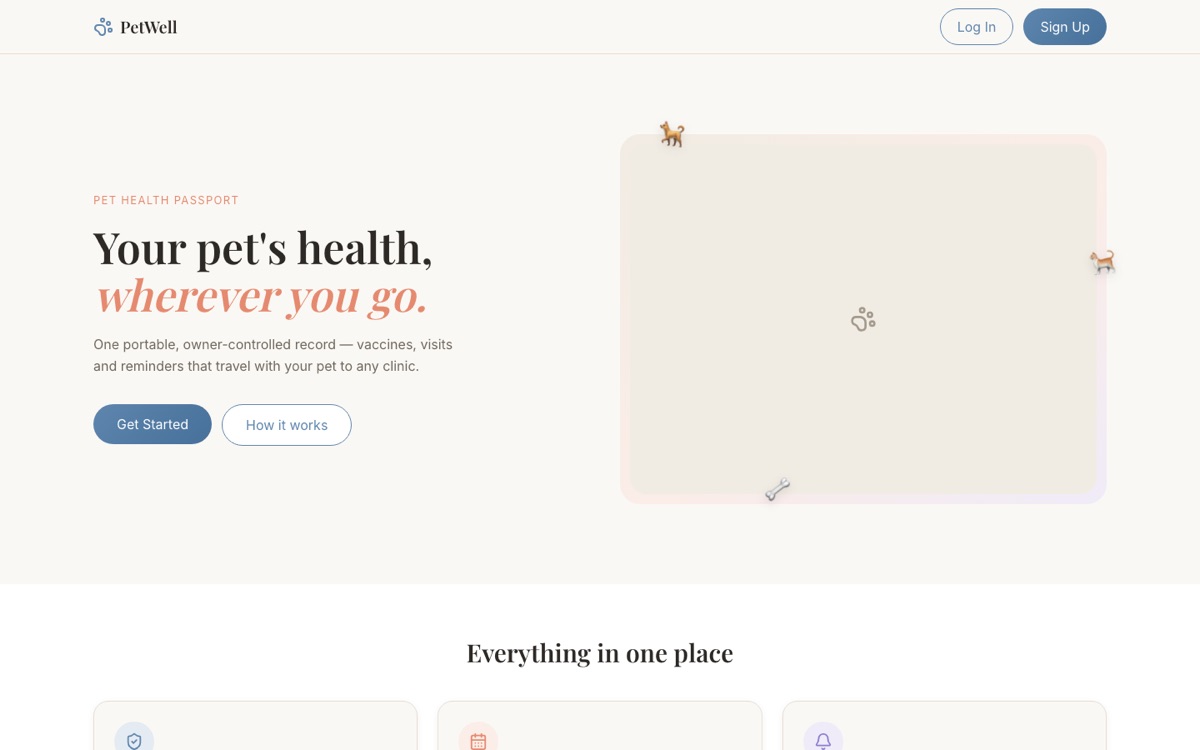 PetWell
Log In
Sign Up
PET HEALTH PASSPORT
Your pet's health,
wherever you go.
One portable, owner-controlled record — vaccines, visits
and reminders that travel with your pet to any clinic.
Get Started
How it works
Everything in one place